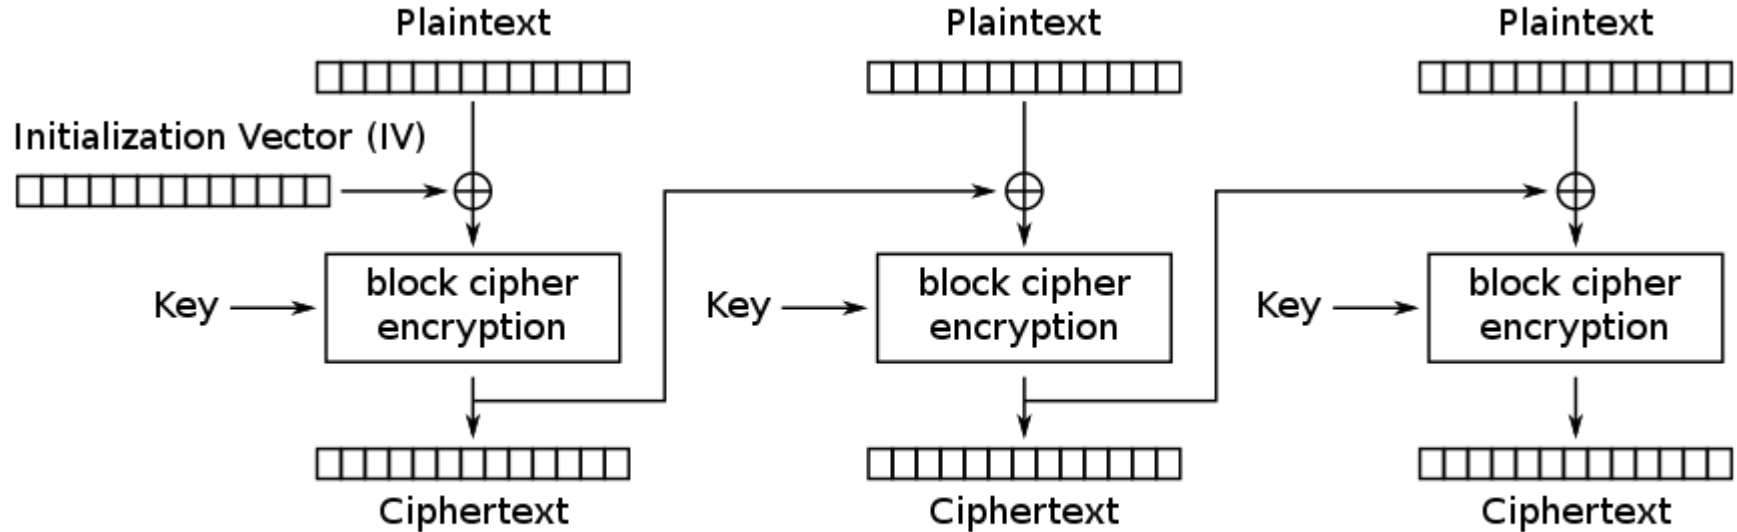 Plaintext
Plaintext
Plaintext
Initialization Vector (IV)
Key
block cipher
encryption
Key
block cipher
encryption
Key
block cipher
encryption
Ciphertext
Ciphertext
Ciphertext